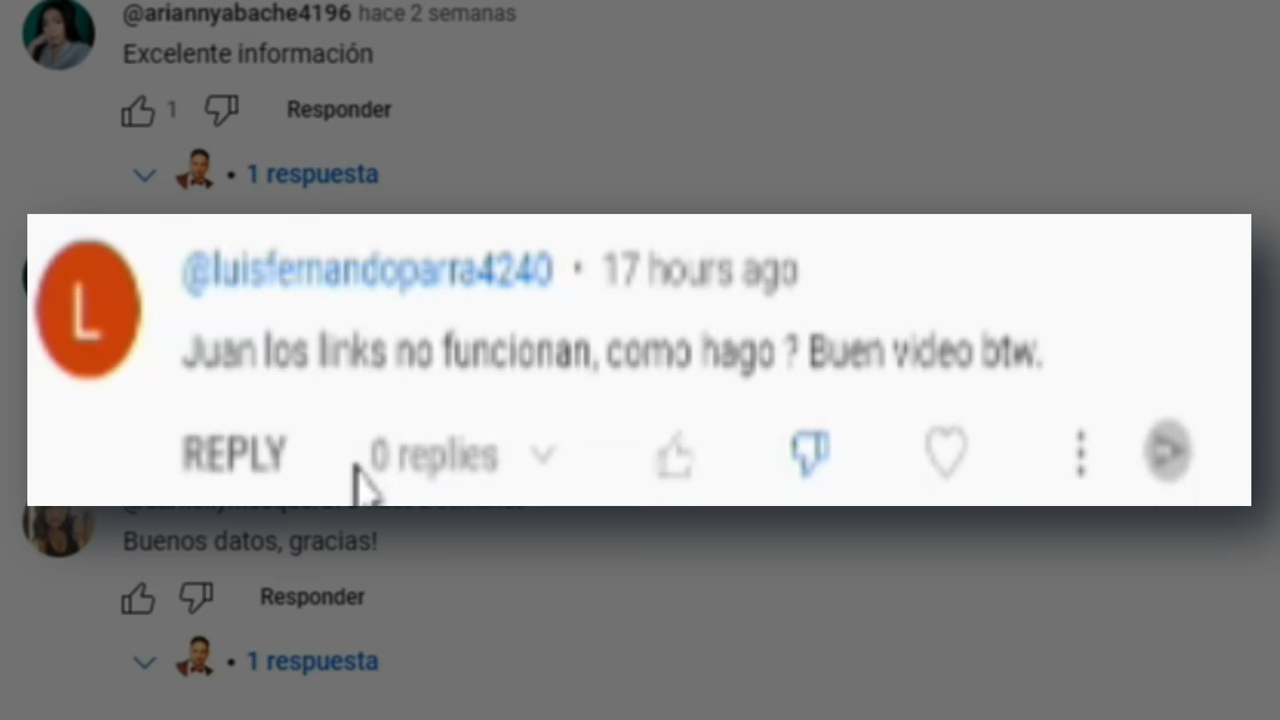 @ariannyabache4196 hace 2 semanas
Excelente información
1 Responder
1 respuesta
L
@luisfernandoparra4240 · 17 hours ago
Juan los links no funcionan, como hago ? Buen video btw.
REPLY 0 replies
Buenos datos, gracias!
Responder
1 respuesta